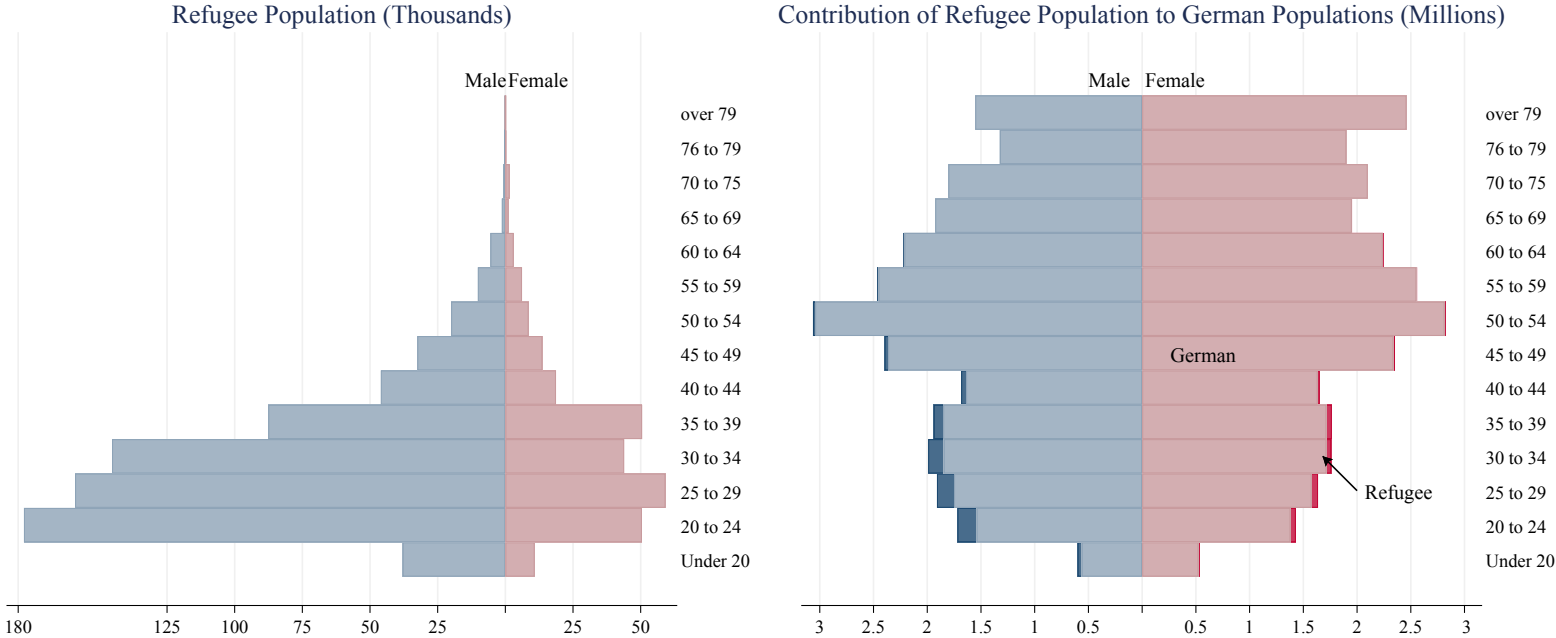 Refugee Population (Thousands)
Male Female
over 79
76 to 79
70 to 75
65 to 69
60 to 64
55 to 59
50 to 54
45 to 49
40 to 44
35 to 39
30 to 34
25 to 29
20 to 24
Under 20
180 125 100 75 50 25 25 50
Contribution of Refugee Population to German Populations (Millions)
Male Female
over 79
76 to 79
70 to 75
65 to 69
60 to 64
55 to 59
50 to 54
German 45 to 49
40 to 44
35 to 39
30 to 34
Refugee 25 to 29
20 to 24
Under 20
3 2.5 2 1.5 1 0.5 0.5 1 1.5 2 2.5 3